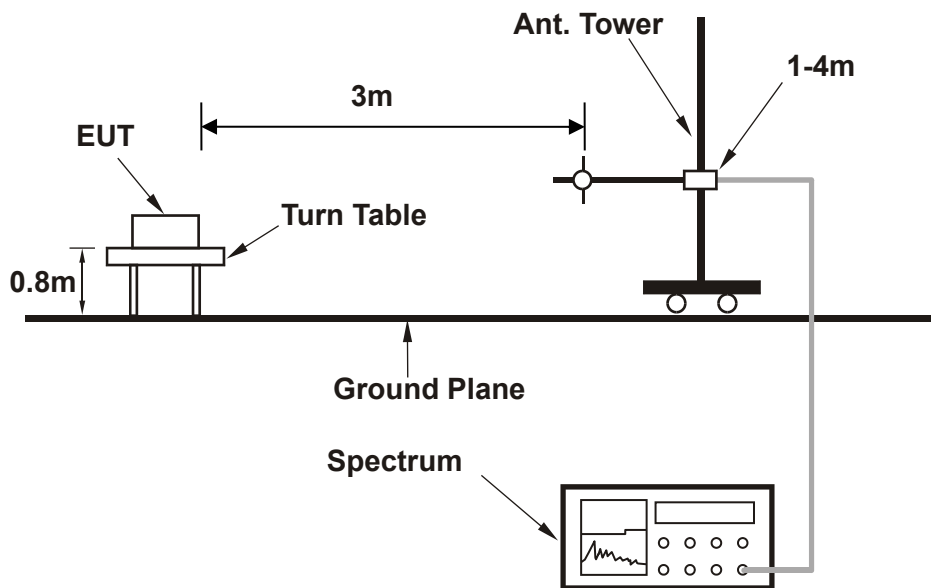 Ant. Tower
1-4m
3m
EUT
Turn Table
0.8m
Ground Plane
Spectrum